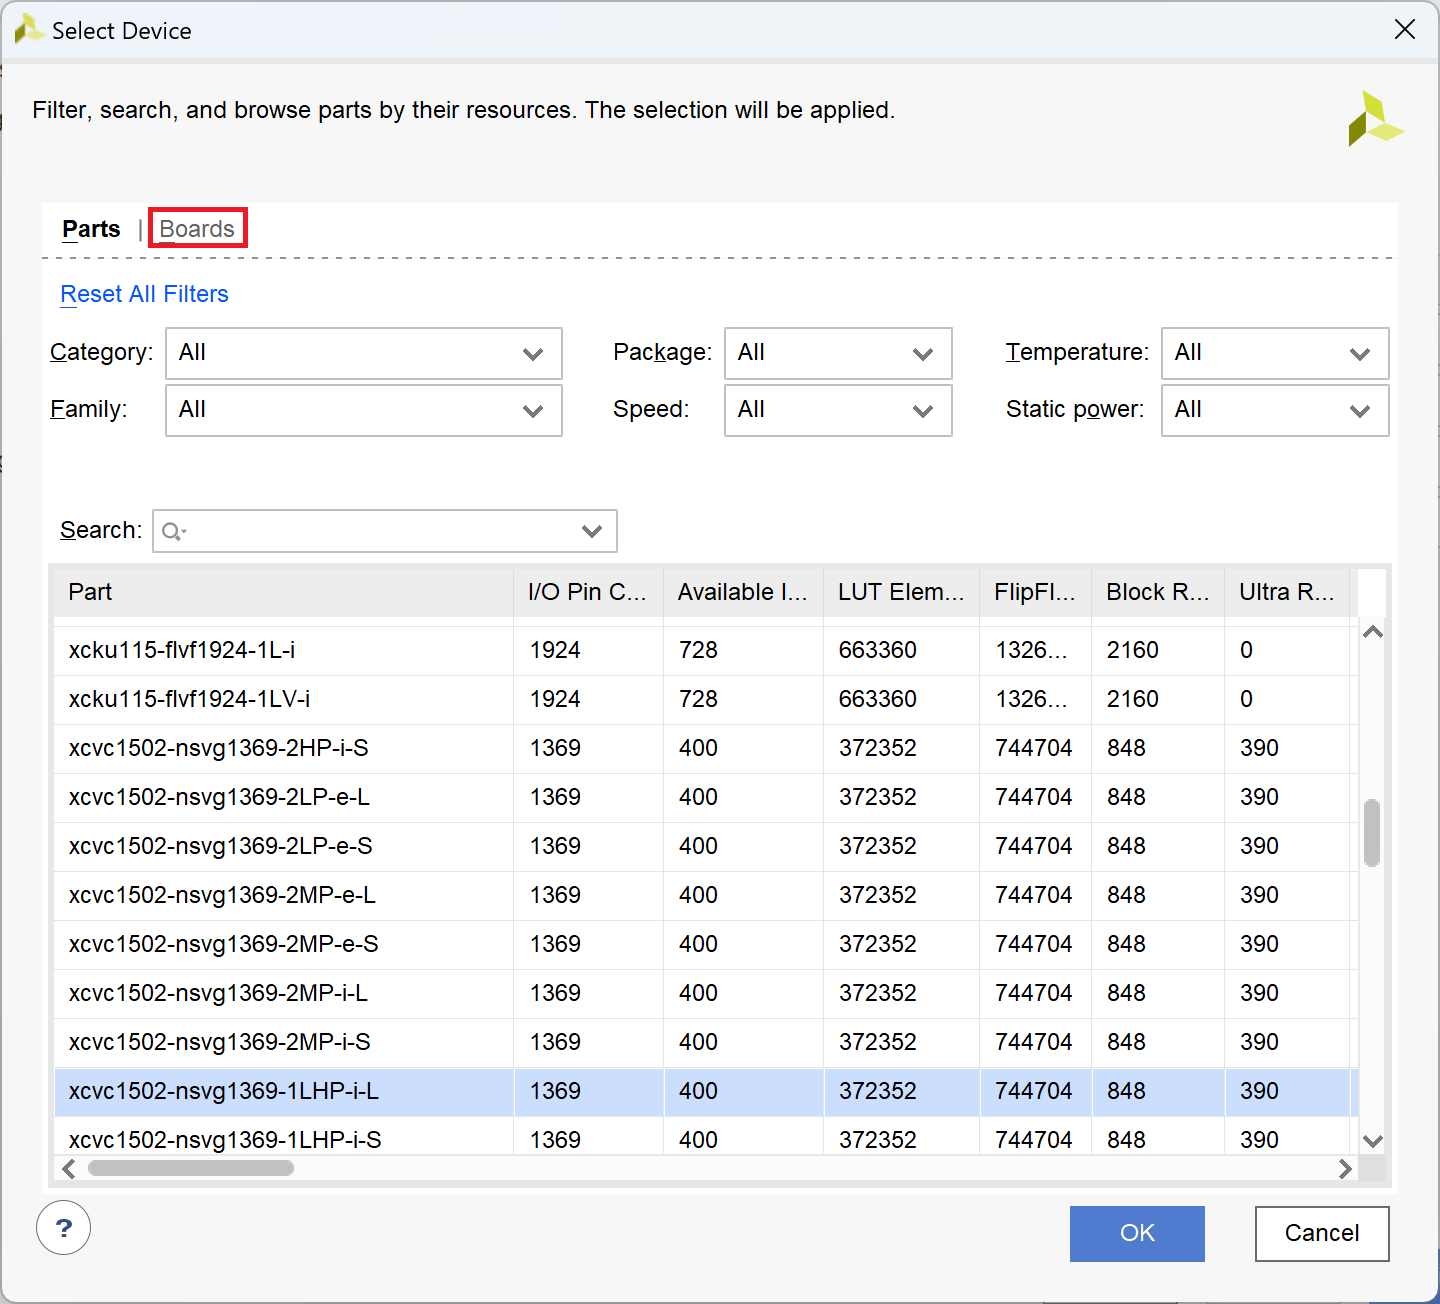 Select Device
Filter, search, and browse parts by their resources. The selection will be applied.
Parts | Boards
Reset All Filters
Category: All Package: All Temperature: All
Family: All Speed: All Static power: All
Search:
Part I/O Pin C... Available I... LUT Elem... FlipFl... Block R... Ultra R...
xcku115-flvf1924-1L-i 1924 728 663360 1326... 2160 0
xcku115-flvf1924-1LV-i 1924 728 663360 1326... 2160 0
xcvc1502-nsvg1369-2HP-i-S 1369 400 372352 744704 848 390
xcvc1502-nsvg1369-2LP-e-L 1369 400 372352 744704 848 390
xcvc1502-nsvg1369-2LP-e-S 1369 400 372352 744704 848 390
xcvc1502-nsvg1369-2MP-e-L 1369 400 372352 744704 848 390
xcvc1502-nsvg1369-2MP-e-S 1369 400 372352 744704 848 390
xcvc1502-nsvg1369-2MP-i-L 1369 400 372352 744704 848 390
xcvc1502-nsvg1369-2MP-i-S 1369 400 372352 744704 848 390
xcvc1502-nsvg1369-1LHP-i-L 1369 400 372352 744704 848 390
xcvc1502-nsvg1369-1LHP-i-S 1369 400 372352 744704 848 390
? OK Cancel